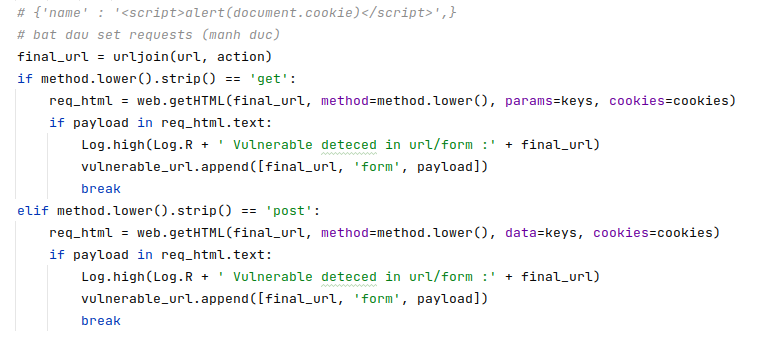 # {'name' : '<script>alert(document.cookie)</script>',}
# bat dau set requests (manh duc)
final_url = urljoin(url, action)
if method.lower().strip() == 'get':
    req_html = web.getHTML(final_url, method=method.lower(), params=keys, cookies=cookies)
    if payload in req_html.text:
        Log.high(Log.R + ' Vulnerable deteced in url/form :' + final_url)
        vulnerable_url.append([final_url, 'form', payload])
        break
elif method.lower().strip() == 'post':
    req_html = web.getHTML(final_url, method=method.lower(), data=keys, cookies=cookies)
    if payload in req_html.text:
        Log.high(Log.R + ' Vulnerable deteced in url/form :' + final_url)
        vulnerable_url.append([final_url, 'form', payload])
        break